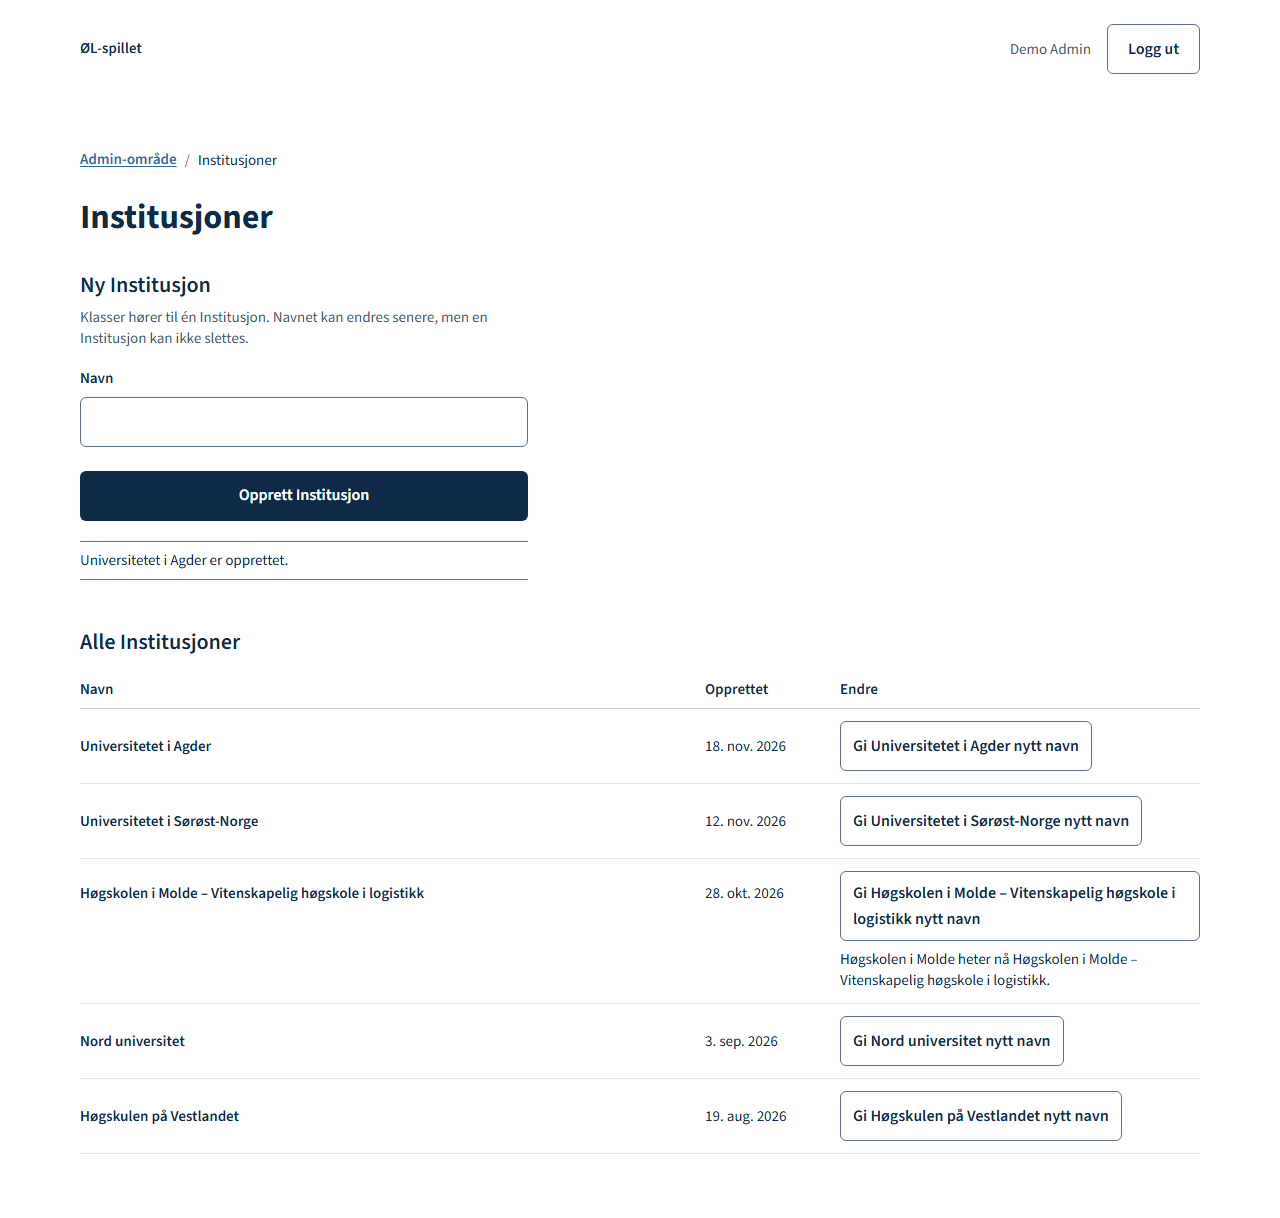 ØL-spillet
Demo Admin
Logg ut
Admin-område / Institusjoner
Institusjoner
Ny Institusjon
Klasser hører til én Institusjon. Navnet kan endres senere, men en
Institusjon kan ikke slettes.
Navn
Opprett Institusjon
Universitetet i Agder er opprettet.
Alle Institusjoner
Navn Opprettet Endre
Universitetet i Agder 18. nov. 2026 Gi Universitetet i Agder nytt navn
Universitetet i Sørøst-Norge 12. nov. 2026 Gi Universitetet i Sørøst-Norge nytt navn
Høgskolen i Molde – Vitenskapelig høgskole i logistikk 28. okt. 2026 Gi Høgskolen i Molde – Vitenskapelig høgskole i
logistikk nytt navn
Høgskolen i Molde heter nå Høgskolen i Molde –
Vitenskapelig høgskole i logistikk.
Nord universitet 3. sep. 2026 Gi Nord universitet nytt navn
Høgskulen på Vestlandet 19. aug. 2026 Gi Høgskulen på Vestlandet nytt navn